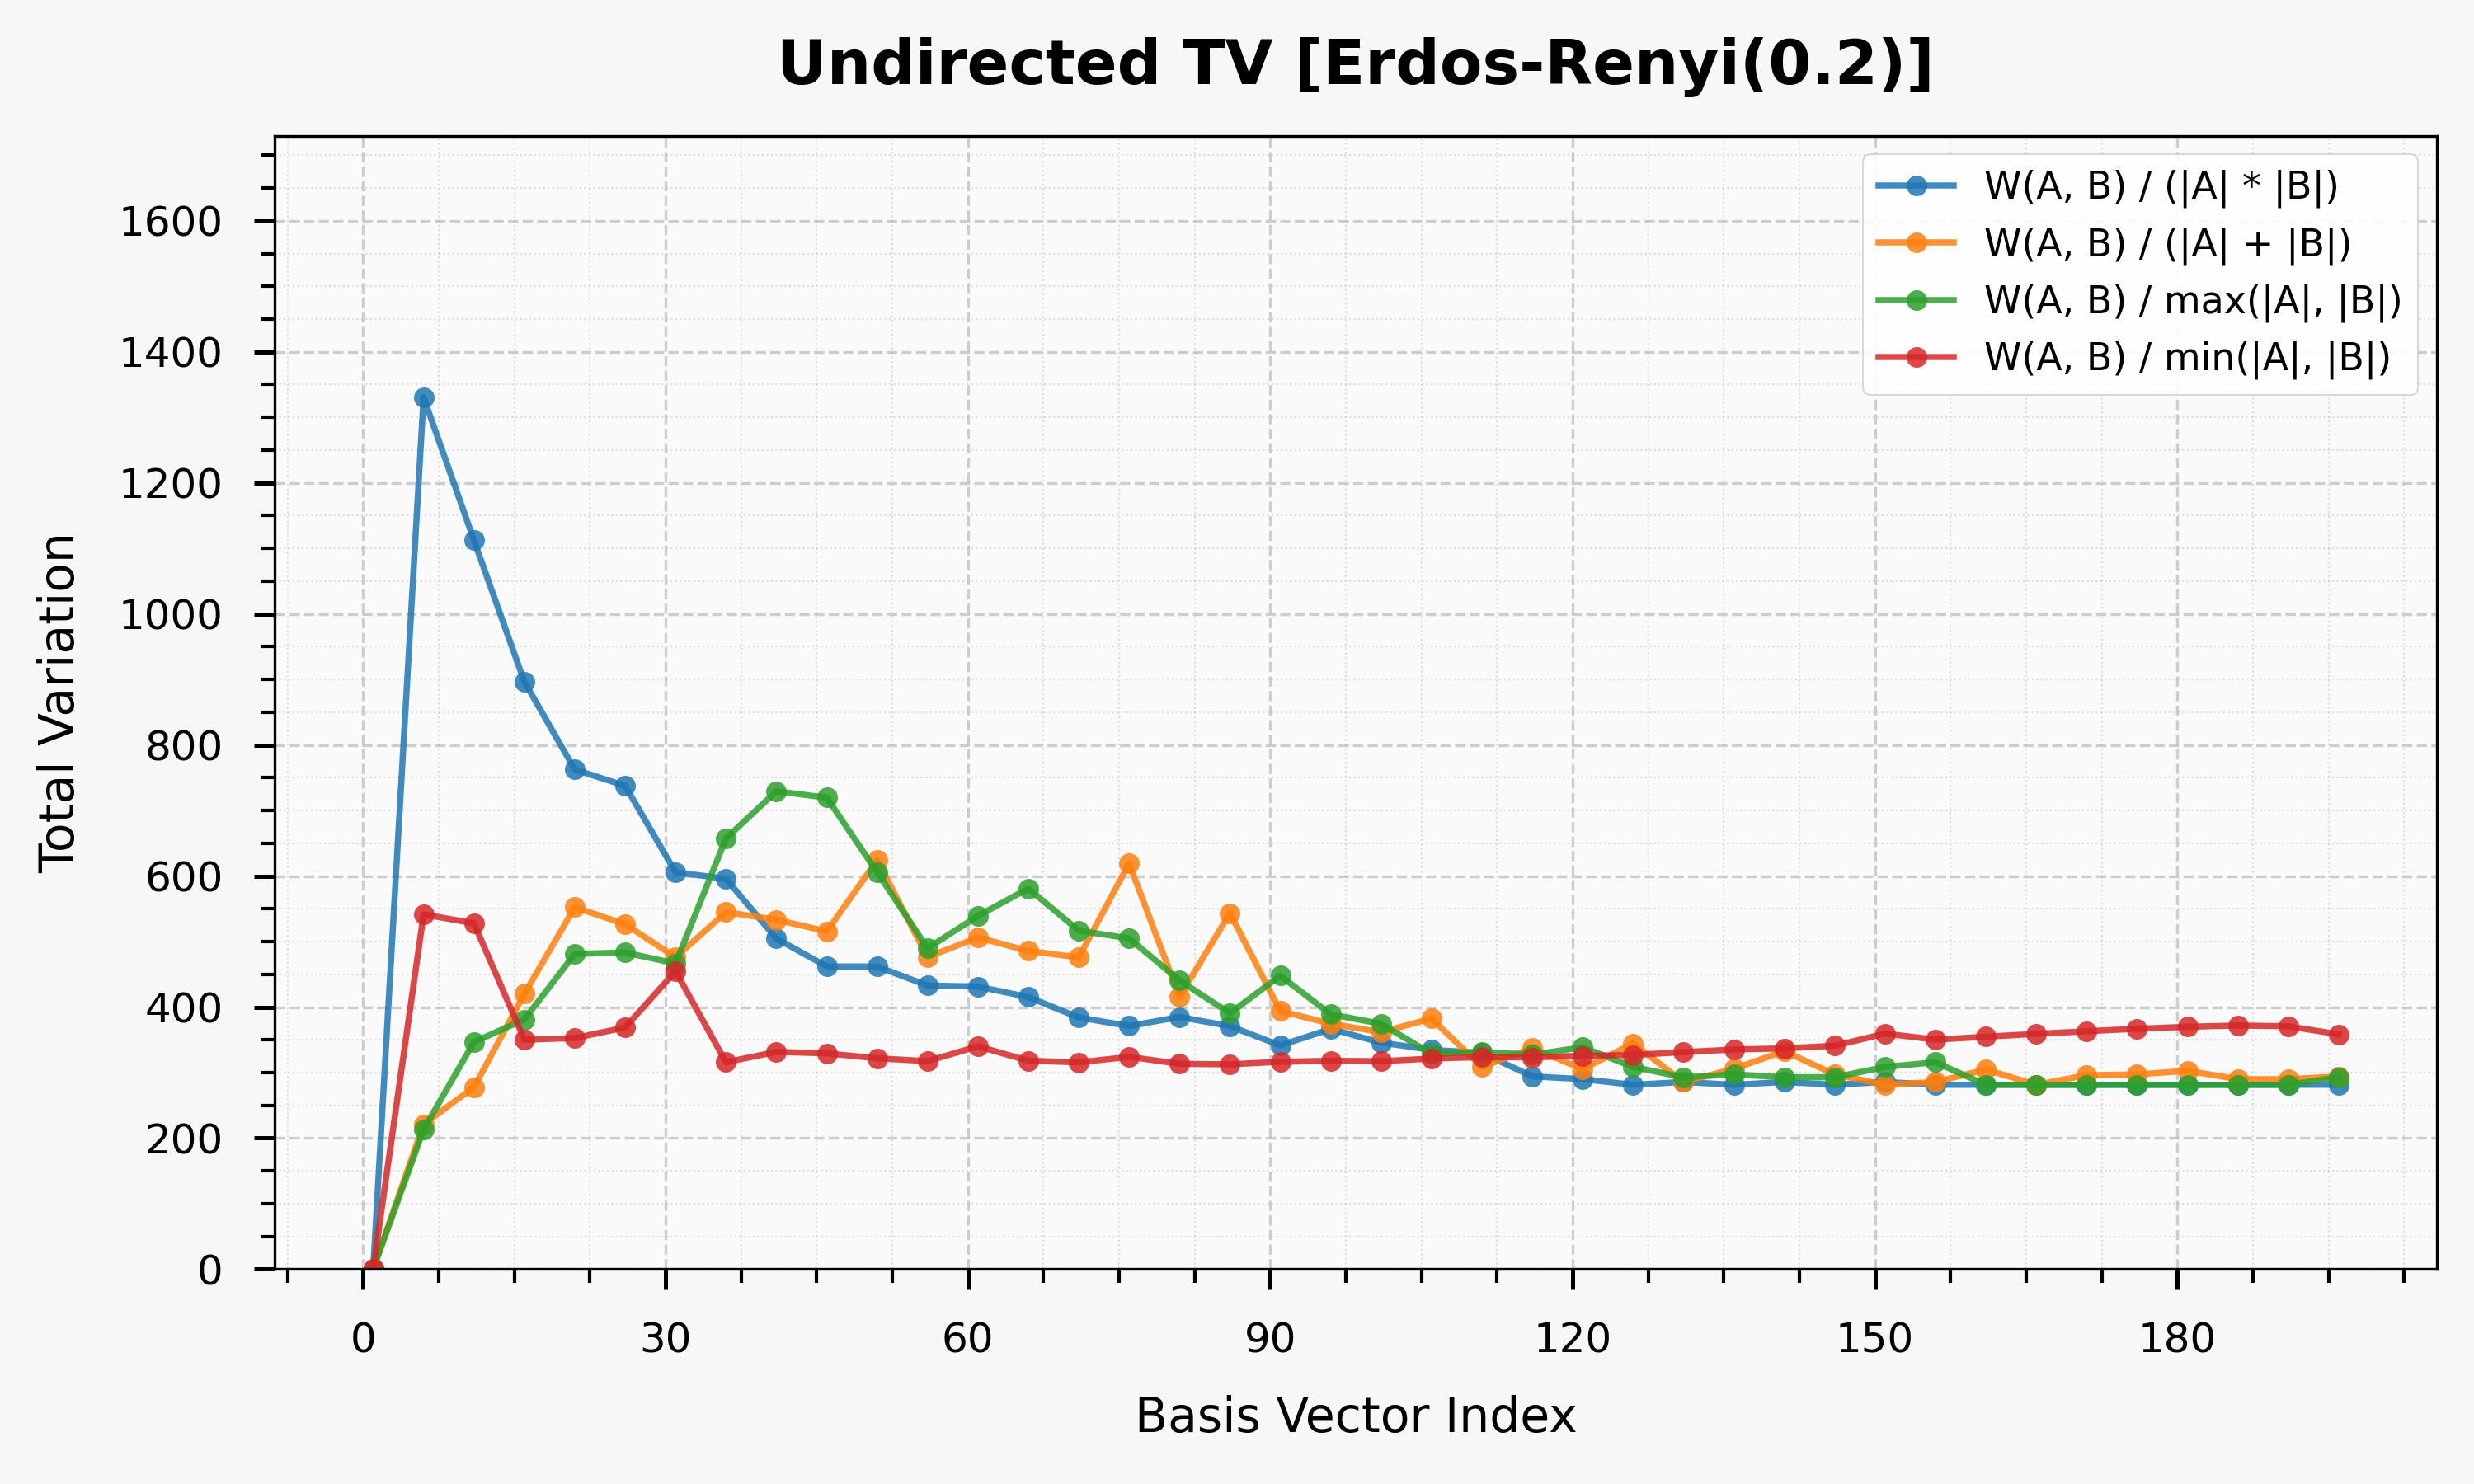 Undirected TV [Erdos-Renyi(0.2)]
W(A, B) / (|A| * |B|)
W(A, B) / (|A| + |B|)
W(A, B) / max(|A|, |B|)
W(A, B) / min(|A|, |B|)
Total Variation
1600
1400
1200
1000
800
600
400
200
0
0 30 60 90 120 150 180
Basis Vector Index